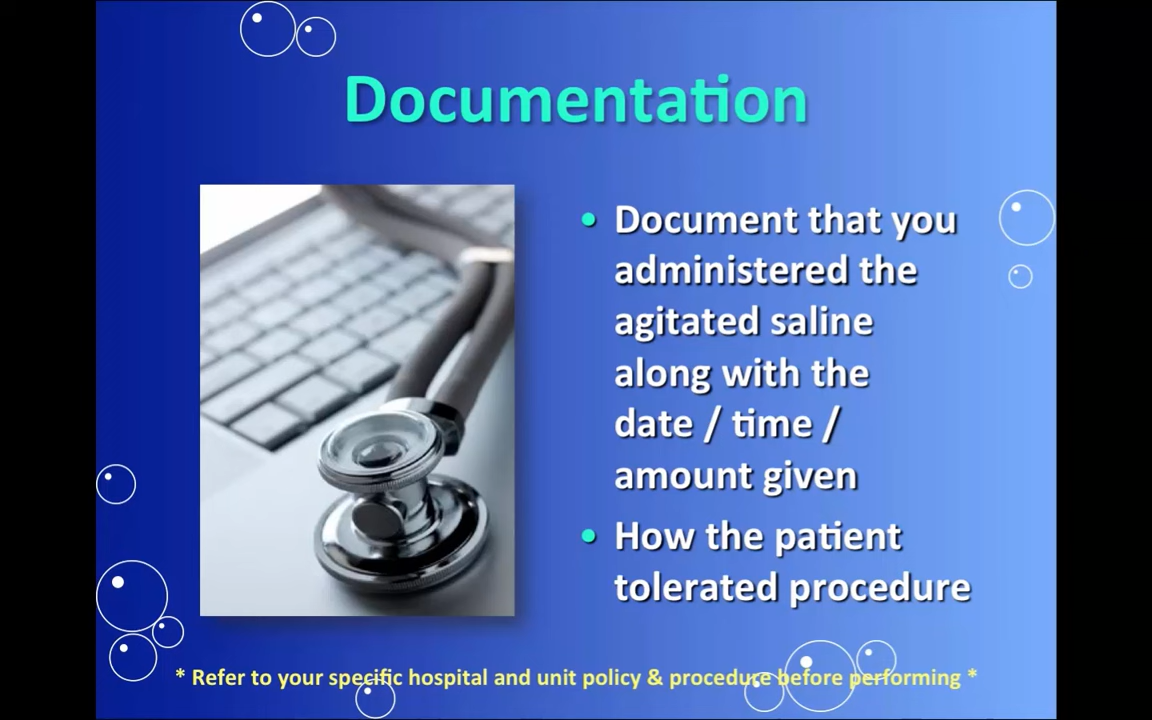 Documentation
• Document that you
administered the
agitated saline
along with the
date / time /
amount given
• How the patient
tolerated procedure
* Refer to your specific hospital and unit policy & procedure before performing *